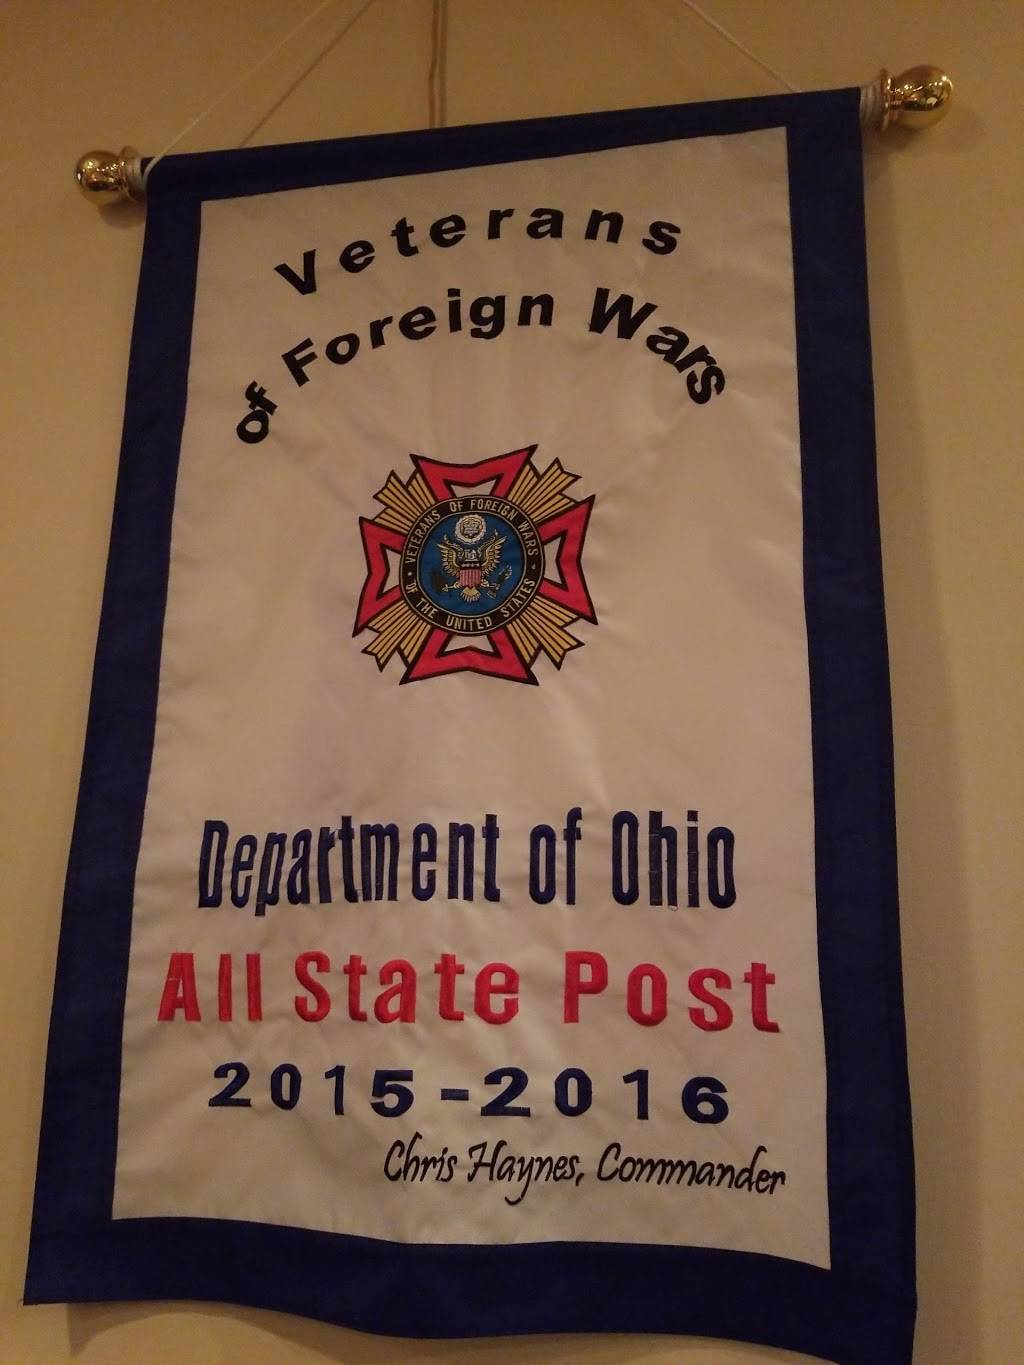 Veterans
of Foreign Wars
VETERANS OF FOREIGN WARS
OF THE UNITED STATES
Department of Ohio
All State Post
2015-2016
Chris Haynes, Commander